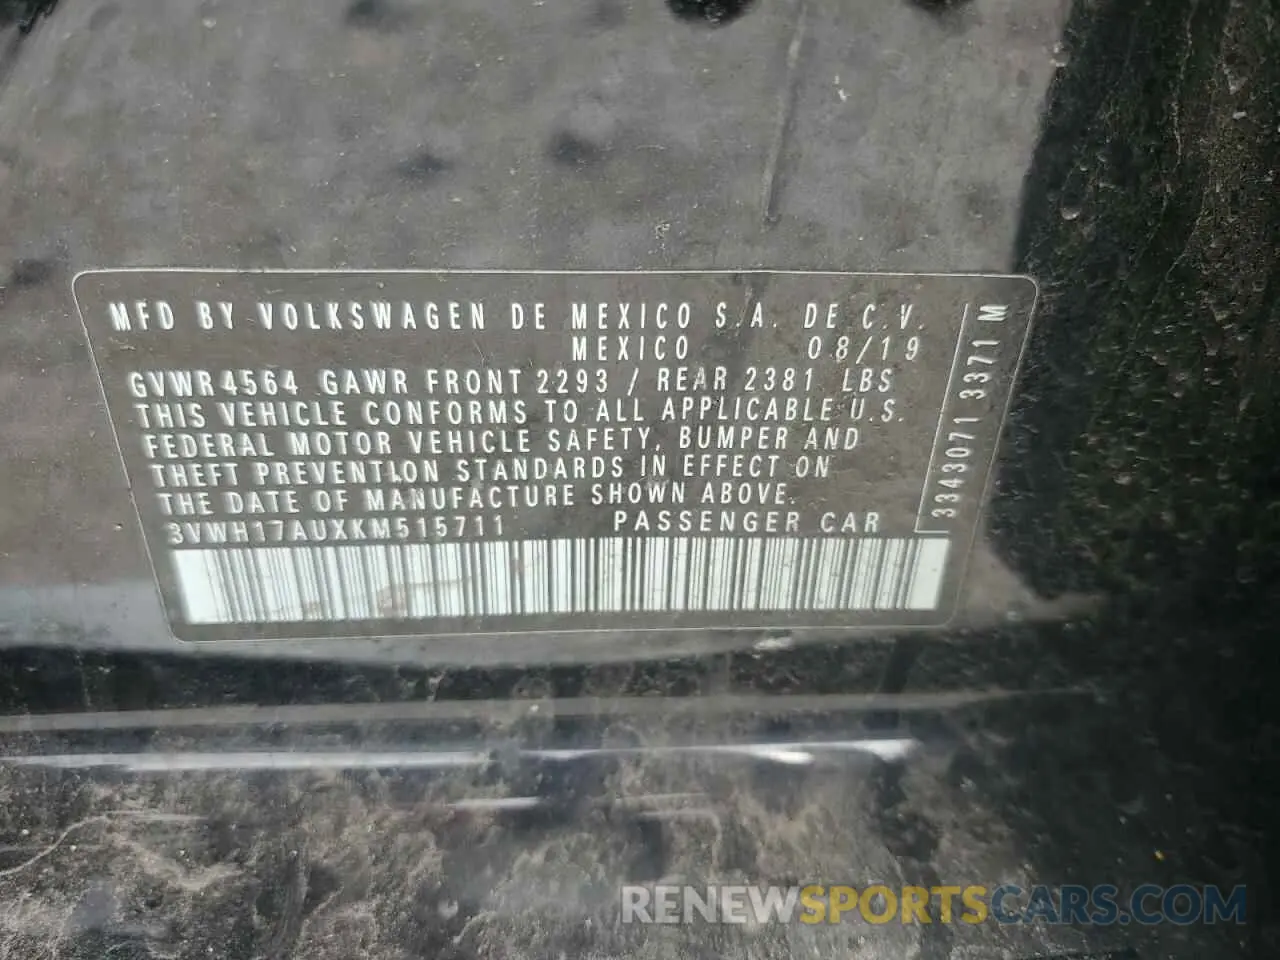 MFD BY VOLKSWAGEN DE MEXICO S.A. DE C.V.
MEXICO 08/19
GVWR 4564 GAWR FRONT 2293 / REAR 2381 LBS
THIS VEHICLE CONFORMS TO ALL APPLICABLE U.S.
FEDERAL MOTOR VEHICLE SAFETY, BUMPER AND
THEFT PREVENTION STANDARDS IN EFFECT ON
THE DATE OF MANUFACTURE SHOWN ABOVE.
3VWH17AUXKM515711 PASSENGER CAR
3343071 3371 M
RENEWSPORTSCARS.COM